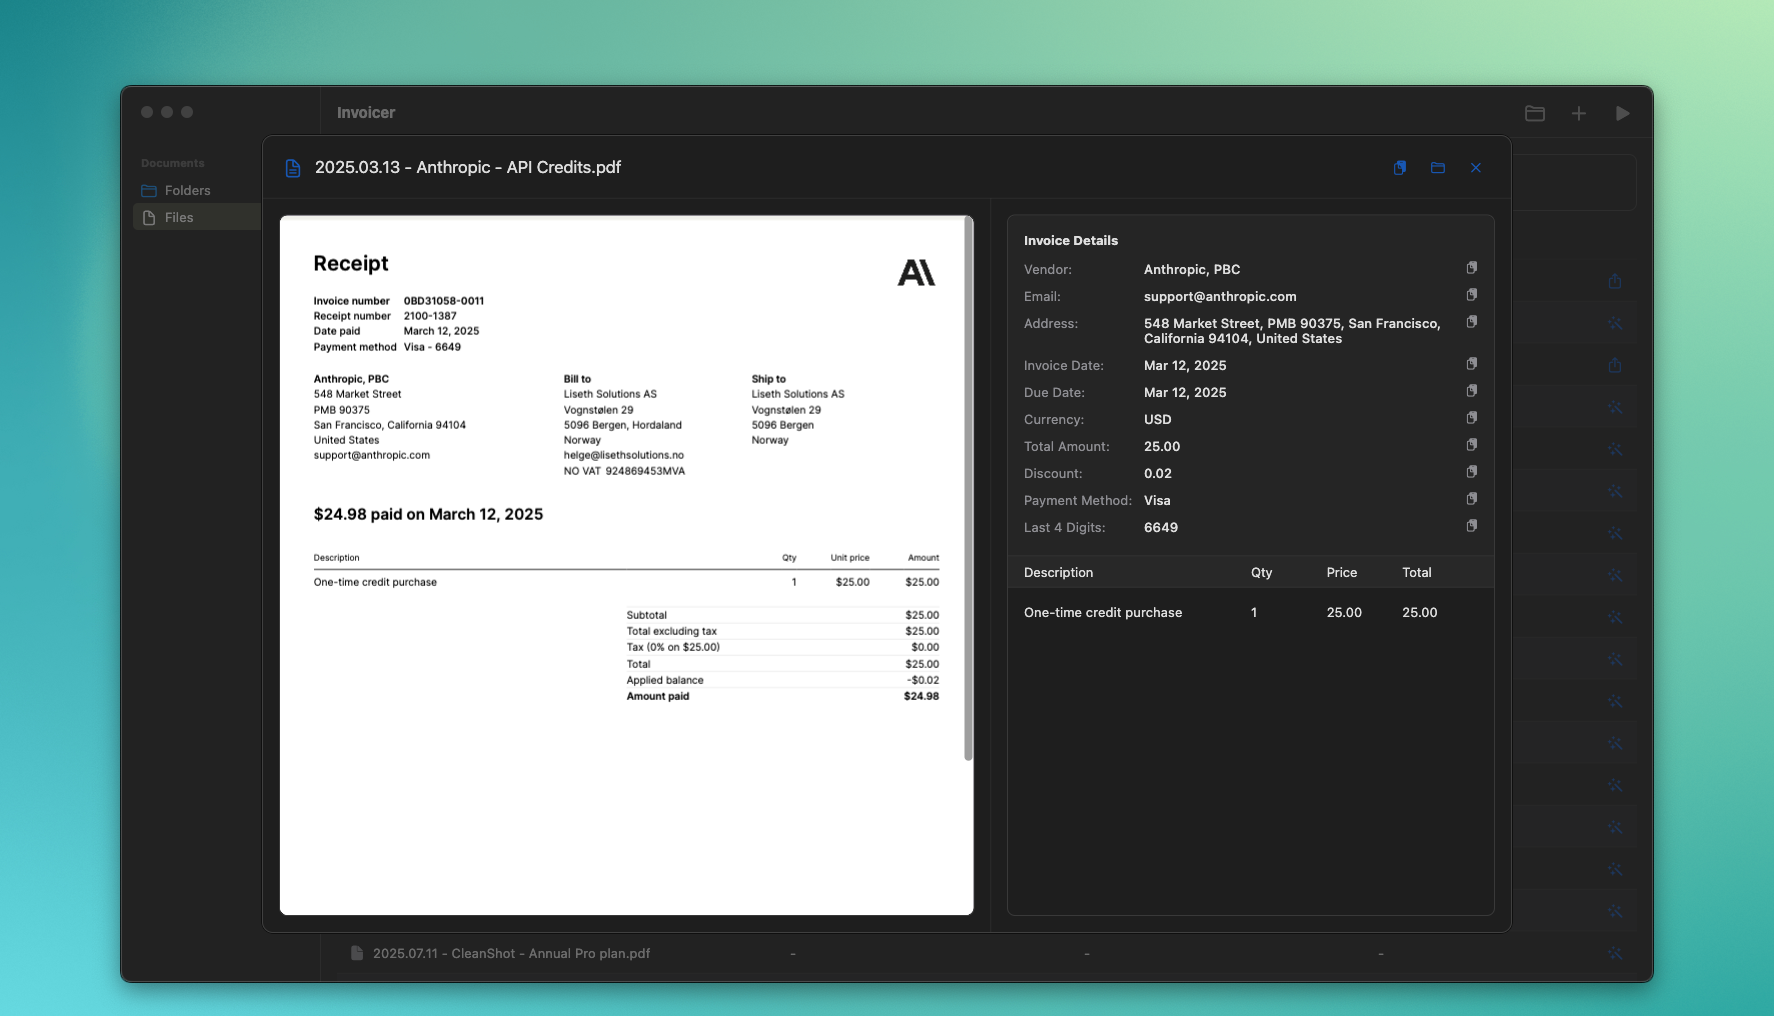 Invoicer
Documents
Folders
Files
2025.03.13 - Anthropic - API Credits.pdf
Receipt
Invoice number 0BD31058-0011
Receipt number 2100-1387
Date paid March 12, 2025
Payment method Visa - 6649
Anthropic, PBC
548 Market Street
PMB 90375
San Francisco, California 94104
United States
support@anthropic.com
Bill to
Liseth Solutions AS
Vognstølen 29
5096 Bergen, Hordaland
Norway
helge@lisethsolutions.no
NO VAT 924869453MVA
Ship to
Liseth Solutions AS
Vognstølen 29
5096 Bergen
Norway
$24.98 paid on March 12, 2025
Description Qty Unit price Amount
One-time credit purchase 1 $25.00 $25.00
Subtotal $25.00
Total excluding tax $25.00
Tax (0% on $25.00) $0.00
Total $25.00
Applied balance -$0.02
Amount paid $24.98
Invoice Details
Vendor: Anthropic, PBC
Email: support@anthropic.com
Address: 548 Market Street, PMB 90375, San Francisco,
California 94104, United States
Invoice Date: Mar 12, 2025
Due Date: Mar 12, 2025
Currency: USD
Total Amount: 25.00
Discount: 0.02
Payment Method: Visa
Last 4 Digits: 6649
Description Qty Price Total
One-time credit purchase 1 25.00 25.00
2025.07.11 - CleanShot - Annual Pro plan.pdf - - -